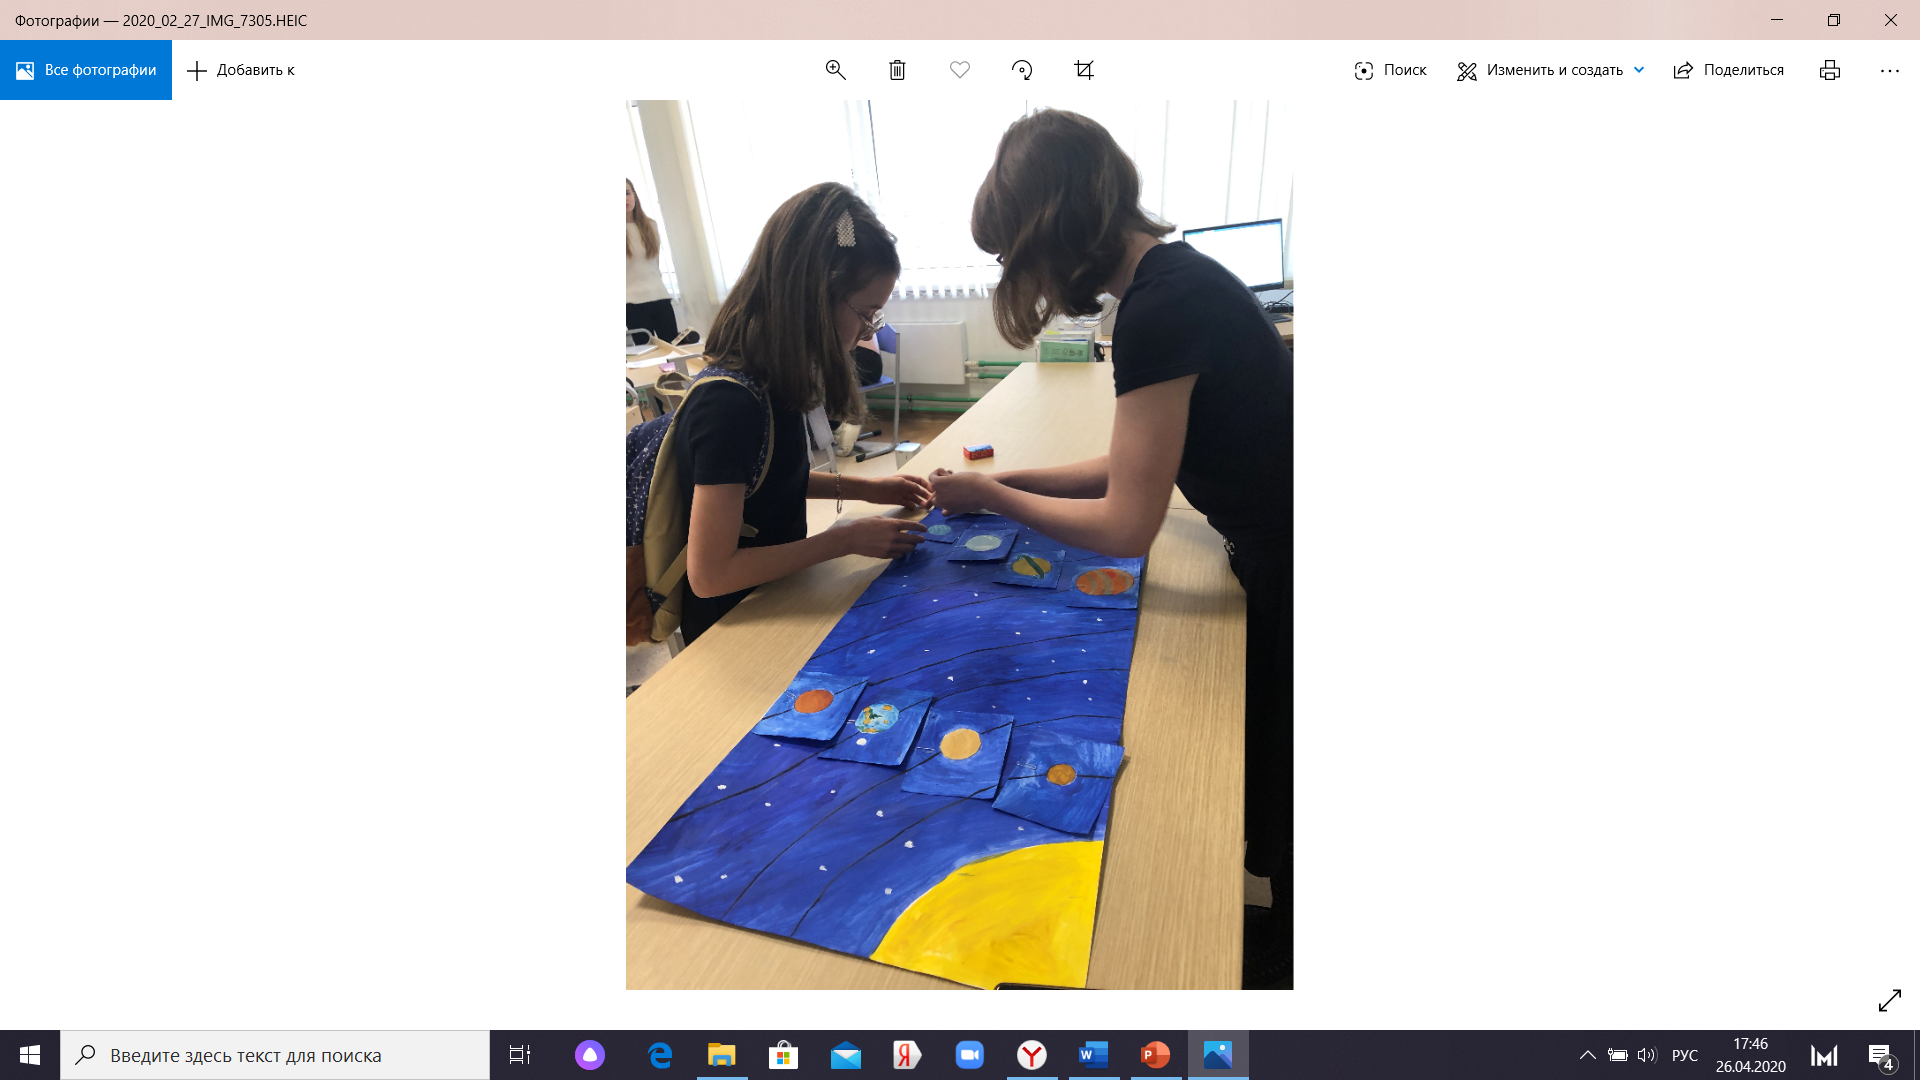 Фотографии — 2020_02_27_IMG_7305.HEIC
Все фотографии
Добавить к
Поиск
Изменить и создать
Поделиться
Введите здесь текст для поиска
РУС
17:46
26.04.2020
4